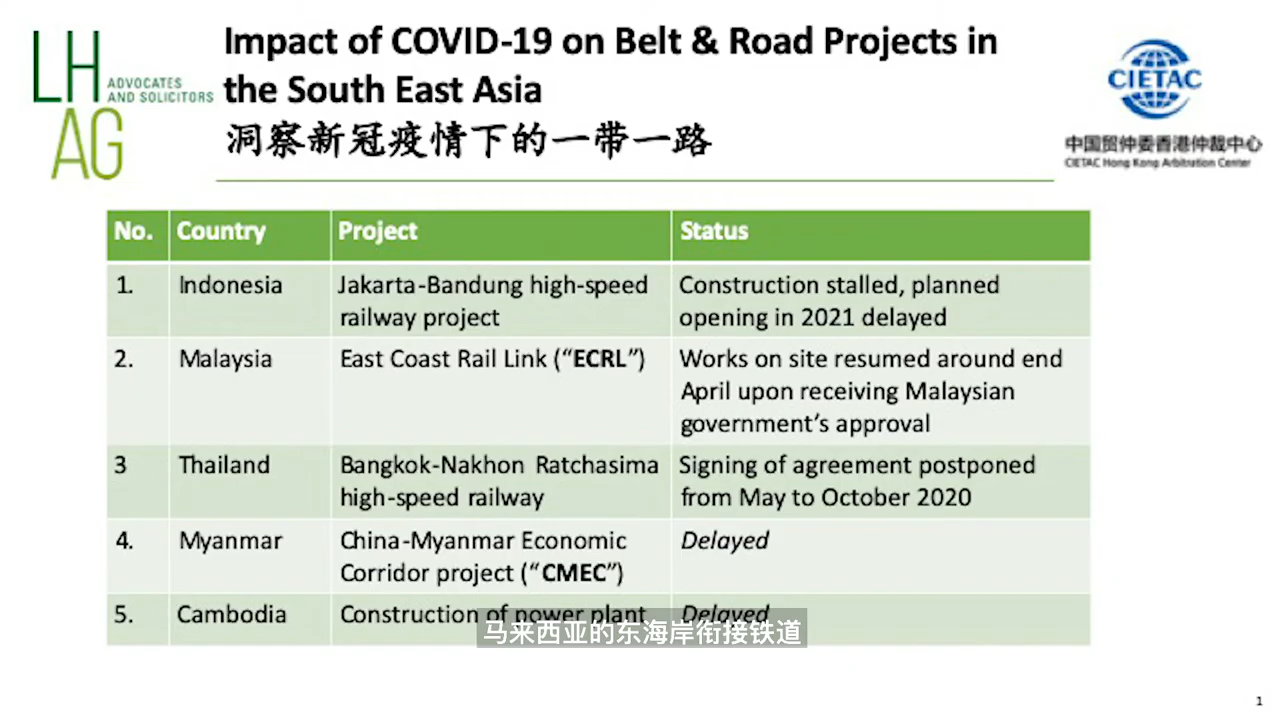 LH
AG
ADVOCATES
AND SOLICITORS
Impact of COVID-19 on Belt & Road Projects in
the South East Asia
洞察新冠疫情下的一带一路
CIETAC
中国贸仲委香港仲裁中心
CIETAC Hong Kong Arbitration Center
No. Country Project Status
1. Indonesia Jakarta-Bandung high-speed Construction stalled, planned
railway project opening in 2021 delayed
2. Malaysia East Coast Rail Link (“ECRL”) Works on site resumed around end
April upon receiving Malaysian
government’s approval
3 Thailand Bangkok-Nakhon Ratchasima Signing of agreement postponed
high-speed railway from May to October 2020
4. Myanmar China-Myanmar Economic Delayed
Corridor project (“CMEC”)
5. Cambodia Construction of power plant Delayed
马来西亚的东海岸衔接铁道
1